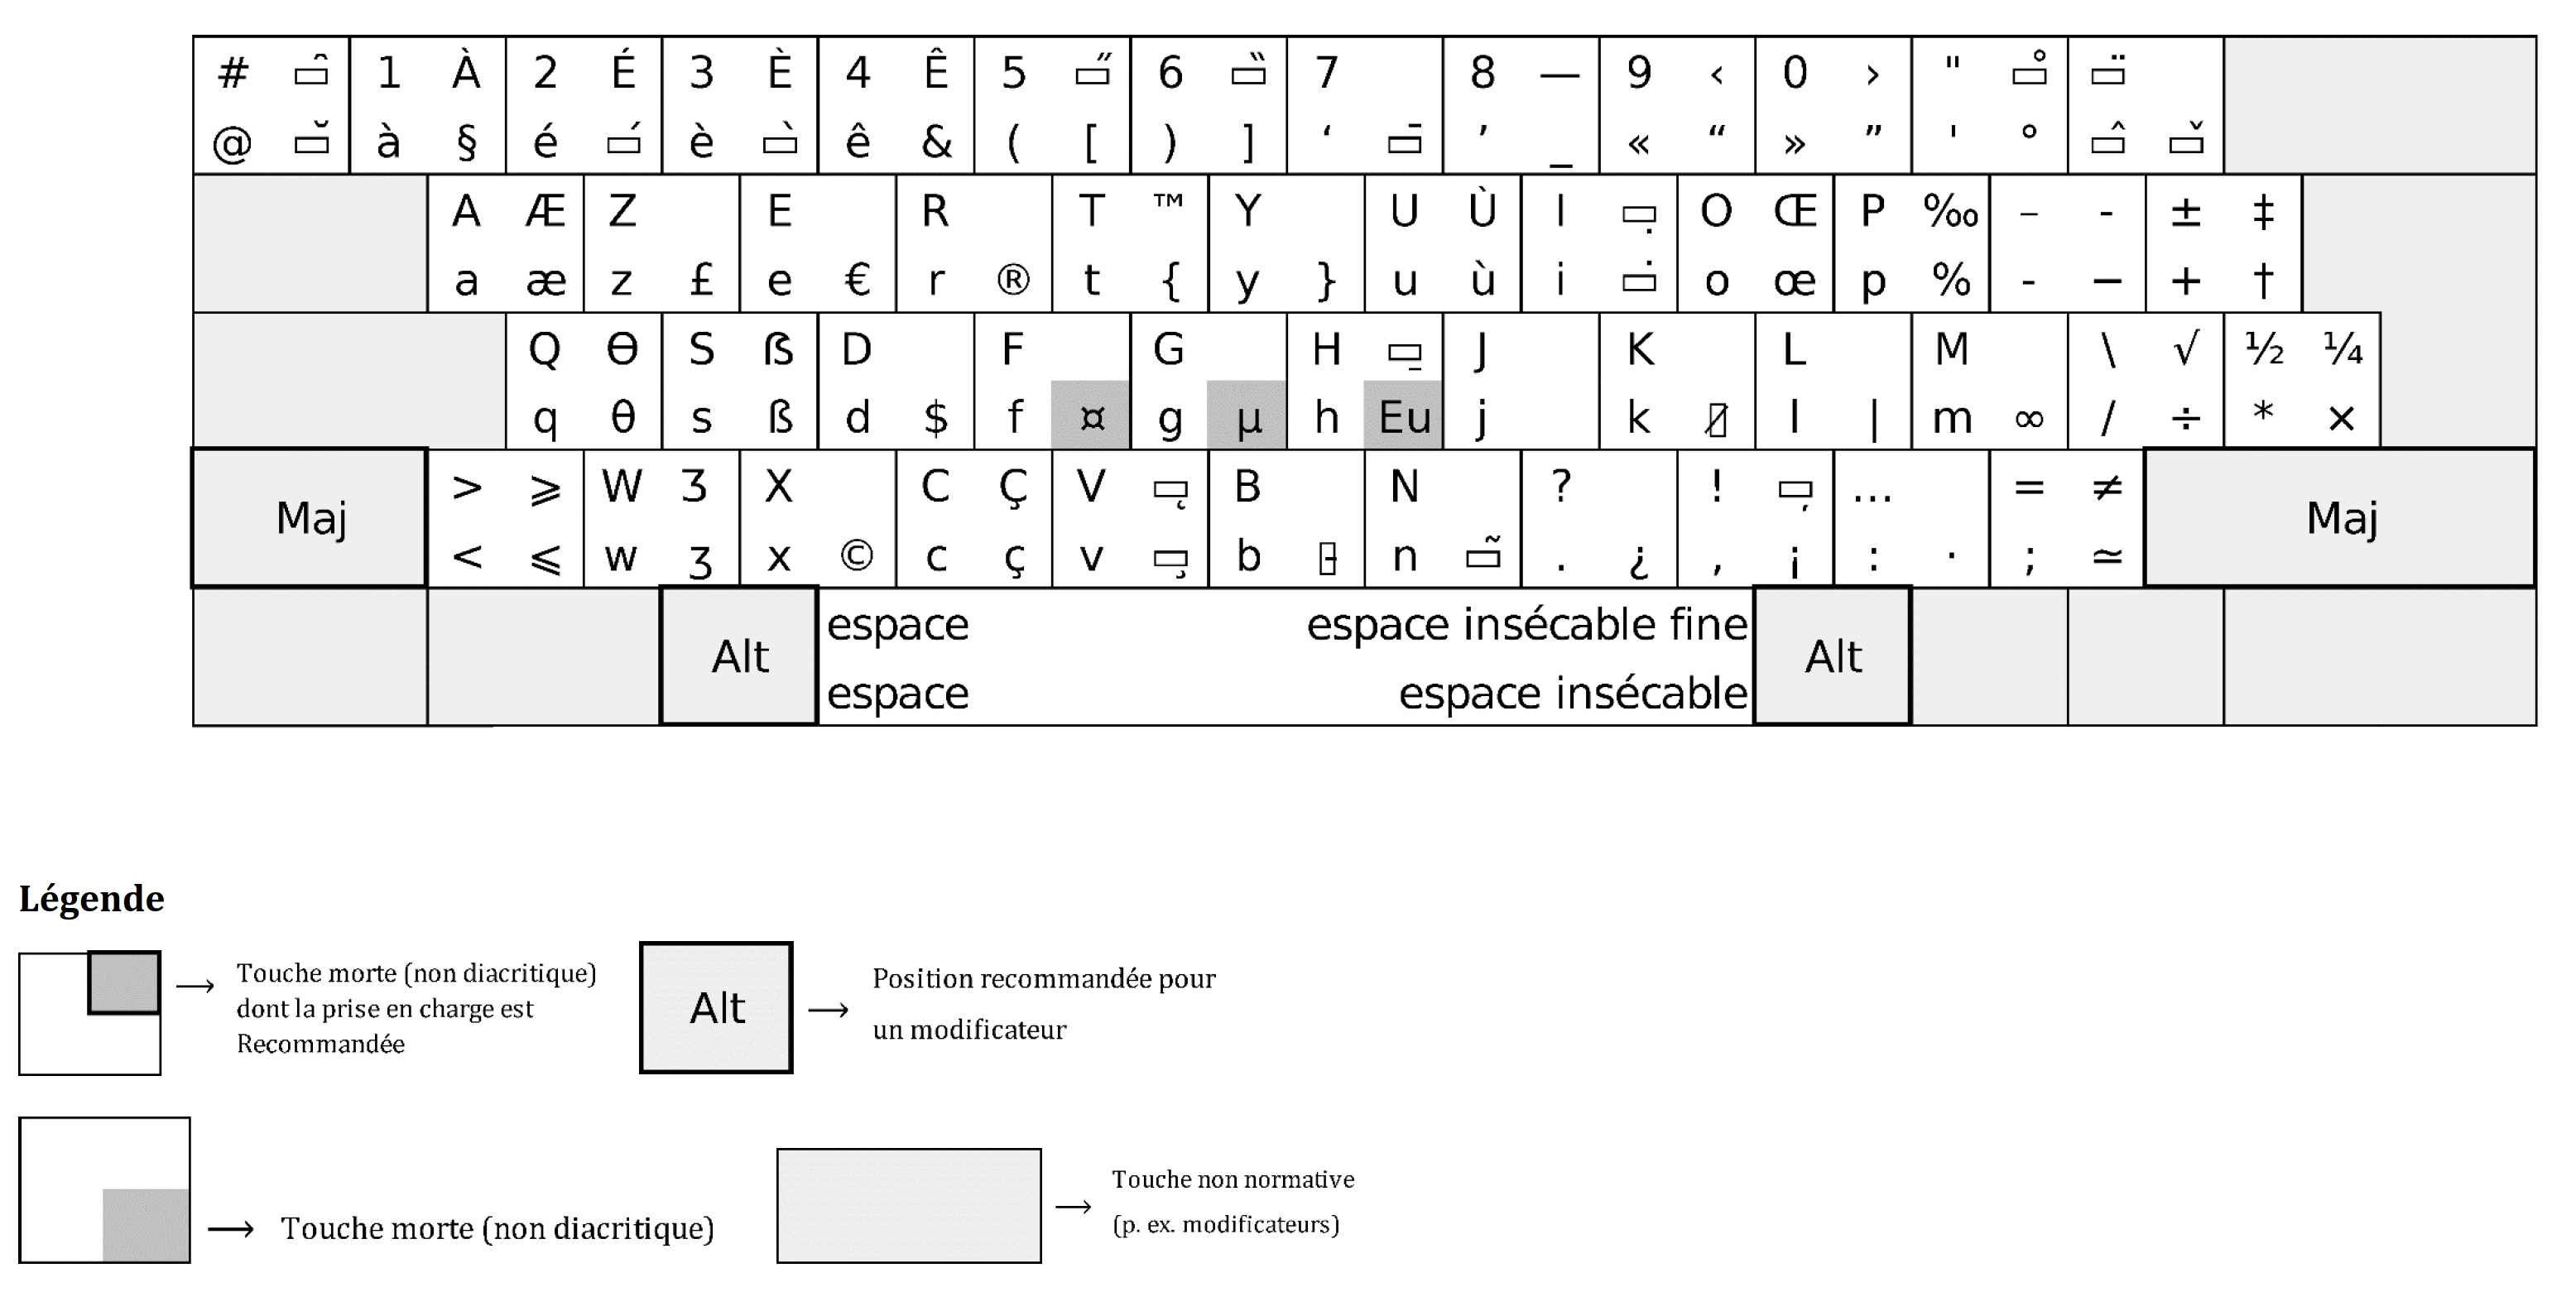 # ▭̑ 1 À 2 É 3 È 4 Ê 5 ▭̋ 6 ▭̏ 7 8 — 9 ‹ 0 › " ▭̊ ▭̈
@ ▭̆ à § é ▭́ è ▭̀ ê & ( [ ) ] ‘ ▭̄ ’ _ « “ » ” ' ° ▭̂ ▭̌
A Æ Z E R T ™ Y U Ù I ▭̣ O Œ P ‰ – ‑ ± ‡
a æ z £ e € r ® t { y } u ù i ▭̇ o œ p % - − + †
Q Ɵ S ẞ D F G H ▭̱ J K L M \ √ ½ ¼
q θ s ß d $ f ¤ g µ h Eu j k ▯̸ l | m ∞ / ÷ * ×
> ⩾ W Ʒ X C Ç V ▭̨ B N ? ! ▭̦ … = ≠
Maj Maj
< ⩽ w ʒ x © c ç v ▭̧ b ▯̵ n ▭̃ . ¿ , ¡ : · ; ≃
espace espace insécable fine
Alt Alt
espace espace insécable
Légende
Touche morte (non diacritique)
dont la prise en charge est
Recommandée
Alt
Position recommandée pour
un modificateur
Touche morte (non diacritique)
Touche non normative
(p. ex. modificateurs)